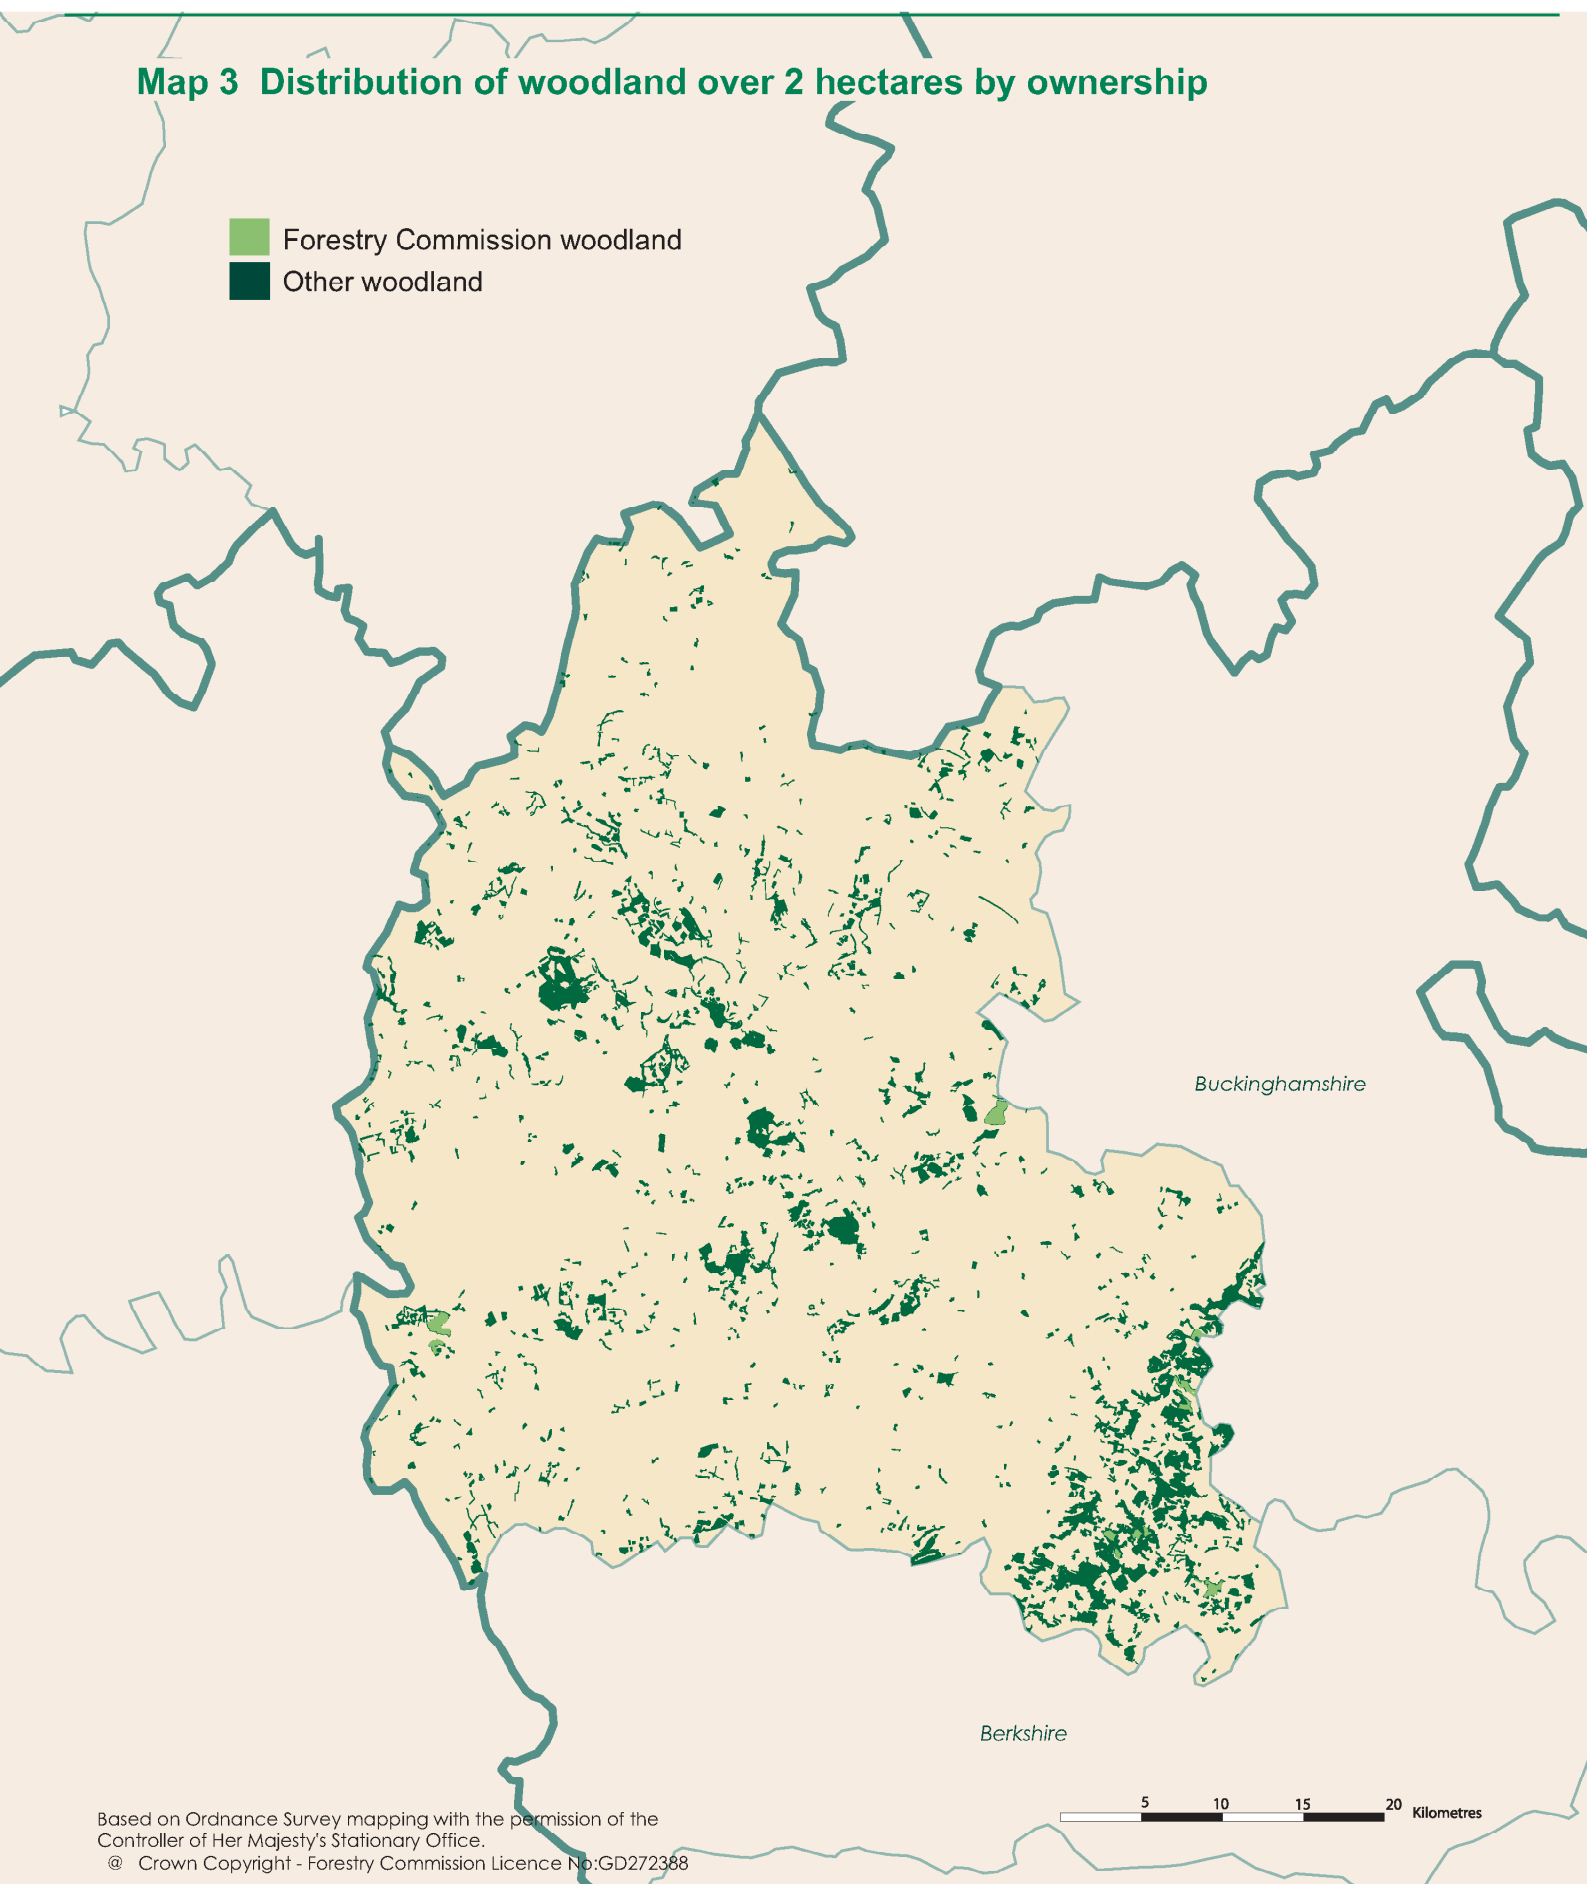 Map 3 Distribution of woodland over 2 hectares by ownership
Forestry Commission woodland
Other woodland
Buckinghamshire
Berkshire
5 10 15 20 Kilometres
Based on Ordnance Survey mapping with the permission of the
Controller of Her Majesty's Stationary Office.
@ Crown Copyright - Forestry Commission Licence No:GD272388